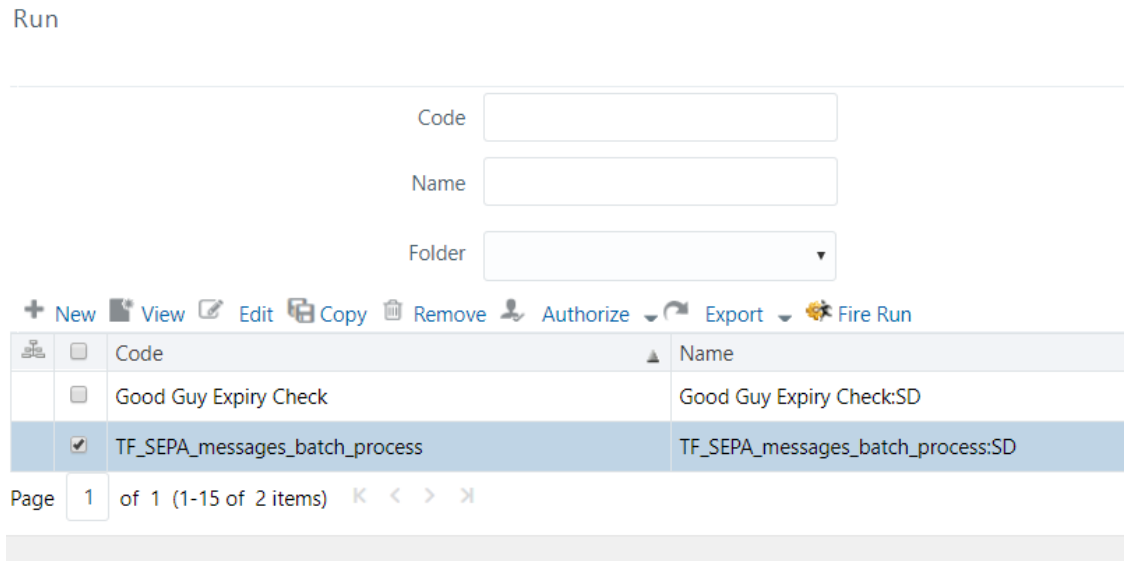 Run
Code
Name
Folder
New View Edit Copy Remove Authorize Export Fire Run
Code Name
Good Guy Expiry Check Good Guy Expiry Check:SD
TF_SEPA_messages_batch_process TF_SEPA_messages_batch_process:SD
Page 1 of 1 (1-15 of 2 items)